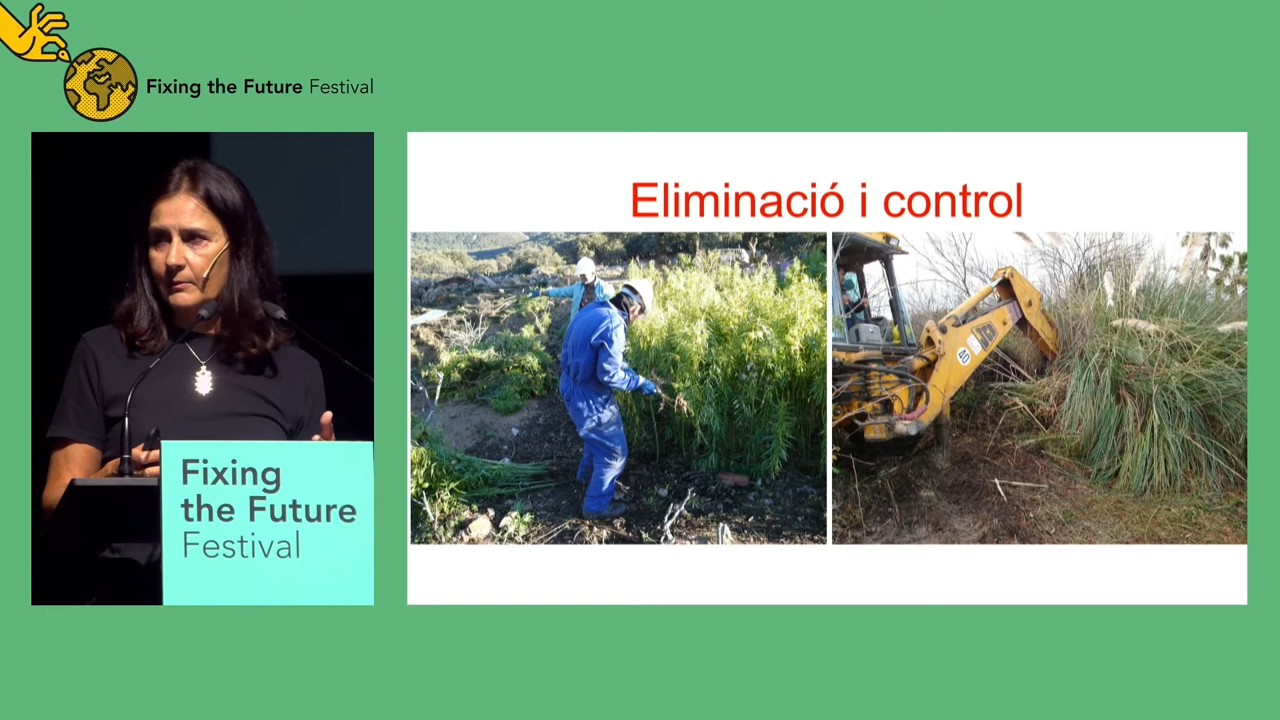 Fixing the Future Festival
Eliminació i control
40
Fixing
the Future
Festival